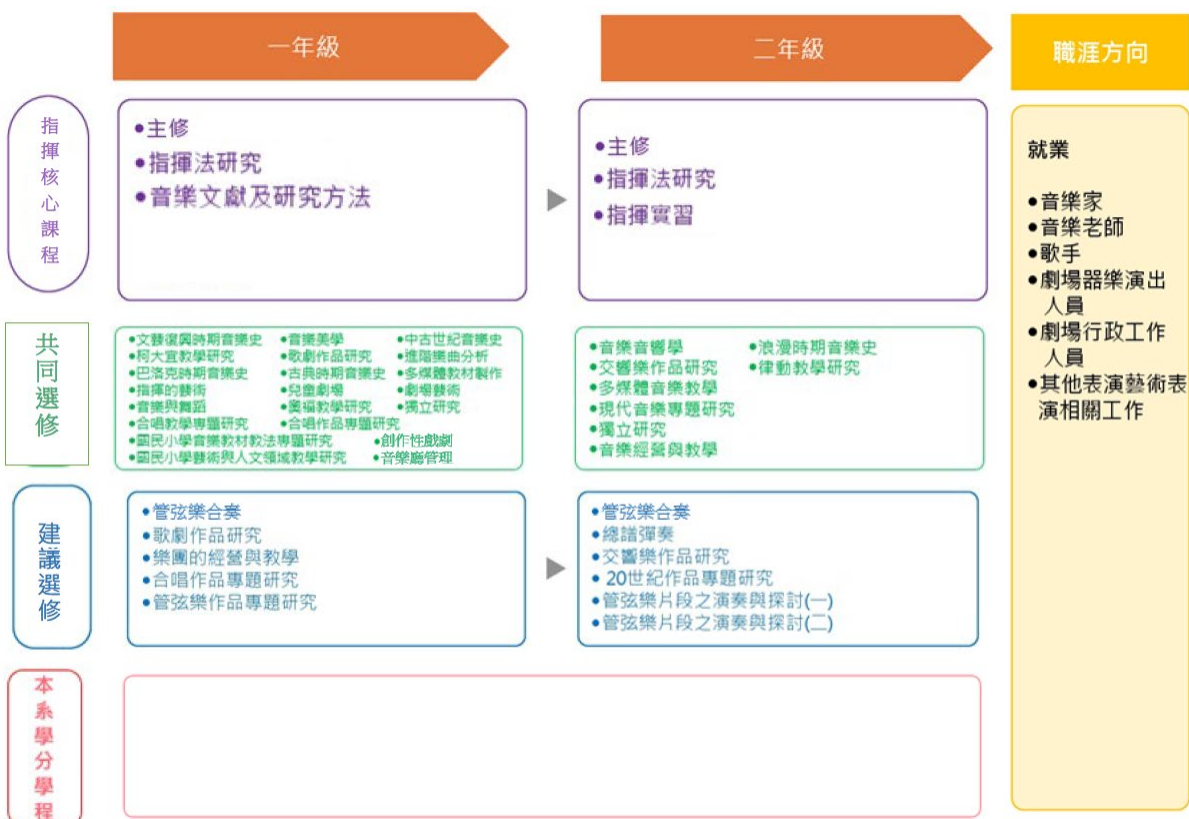 一年級
二年級
職涯方向
指揮核心課程
●主修
●指揮法研究
●音樂文獻及研究方法
●主修
●指揮法研究
●指揮實習
共同選修
●文藝復興時期音樂史 ●音樂美學 ●中古世紀音樂史
●柯大宜教學研究 ●歌劇作品研究 ●進階樂曲分析
●巴洛克時期音樂史 ●古典時期音樂史 ●多媒體教材製作
●指揮的藝術 ●兒童劇場 ●劇場藝術
●音樂與舞蹈 ●奧福教學研究 ●獨立研究
●合唱教學專題研究 ●合唱作品專題研究
●國民小學音樂教材教法專題研究 ●創作性戲劇
●國民小學藝術與人文領域教學研究 ●音樂廳管理
●音樂音響學 ●浪漫時期音樂史
●交響樂作品研究 ●律動教學研究
●多媒體音樂教學
●現代音樂專題研究
●獨立研究
●音樂經營與教學
建議選修
●管弦樂合奏
●歌劇作品研究
●樂團的經營與教學
●合唱作品專題研究
●管弦樂作品專題研究
●管弦樂合奏
●總譜彈奏
●交響樂作品研究
●20世紀作品專題研究
●管弦樂片段之演奏與探討(一)
●管弦樂片段之演奏與探討(二)
本系學分學程
就業
●音樂家
●音樂老師
●歌手
●劇場器樂演出
人員
●劇場行政工作
人員
●其他表演藝術表
演相關工作